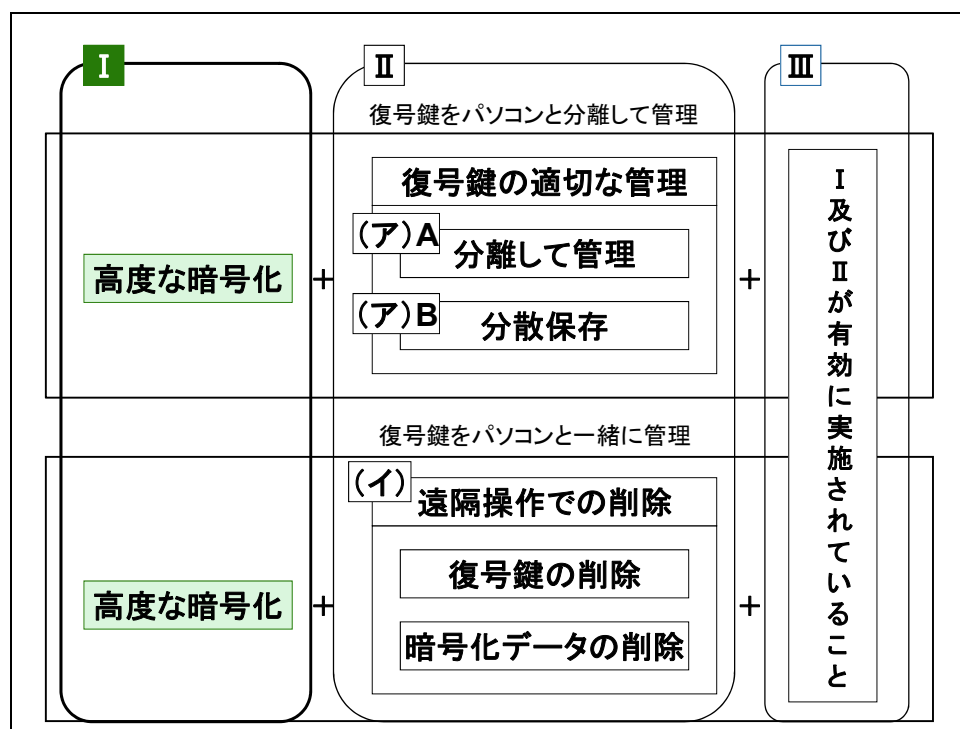 Ⅰ
Ⅱ
Ⅲ
復号鍵をパソコンと分離して管理
高度な暗号化
+
復号鍵の適切な管理
(ア)A
分離して管理
(ア)B
分散保存
+
Ⅰ及びⅡが有効に実施されていること
復号鍵をパソコンと一緒に管理
高度な暗号化
+
(イ)
遠隔操作での削除
復号鍵の削除
暗号化データの削除
+